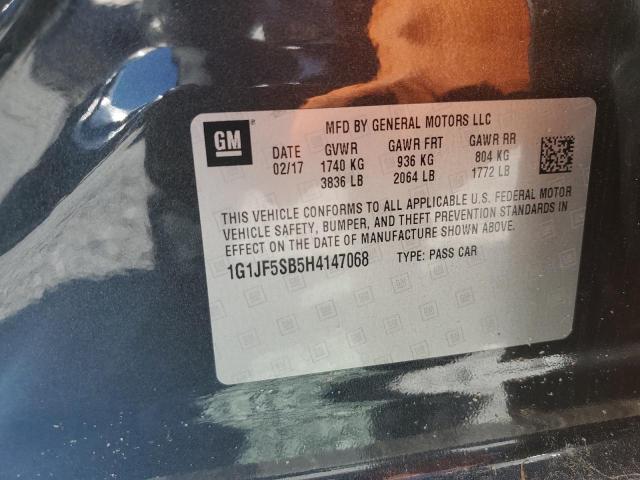 GM
MFD BY GENERAL MOTORS LLC
DATE GVWR GAWR FRT GAWR RR
02/17 1740 KG 936 KG 804 KG
3836 LB 2064 LB 1772 LB
THIS VEHICLE CONFORMS TO ALL APPLICABLE U.S. FEDERAL MOTOR
VEHICLE SAFETY, BUMPER, AND THEFT PREVENTION STANDARDS IN
EFFECT ON THE DATE OF MANUFACTURE SHOWN ABOVE.
1G1JF5SB5H4147068 TYPE: PASS CAR